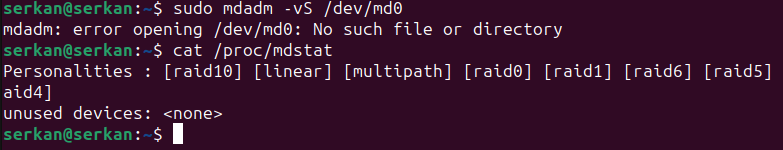 serkan@serkan:~$ sudo mdadm -vS /dev/md0
mdadm: error opening /dev/md0: No such file or directory
serkan@serkan:~$ cat /proc/mdstat
Personalities : [raid10] [linear] [multipath] [raid0] [raid1] [raid6] [raid5]
aid4]
unused devices: <none>
serkan@serkan:~$